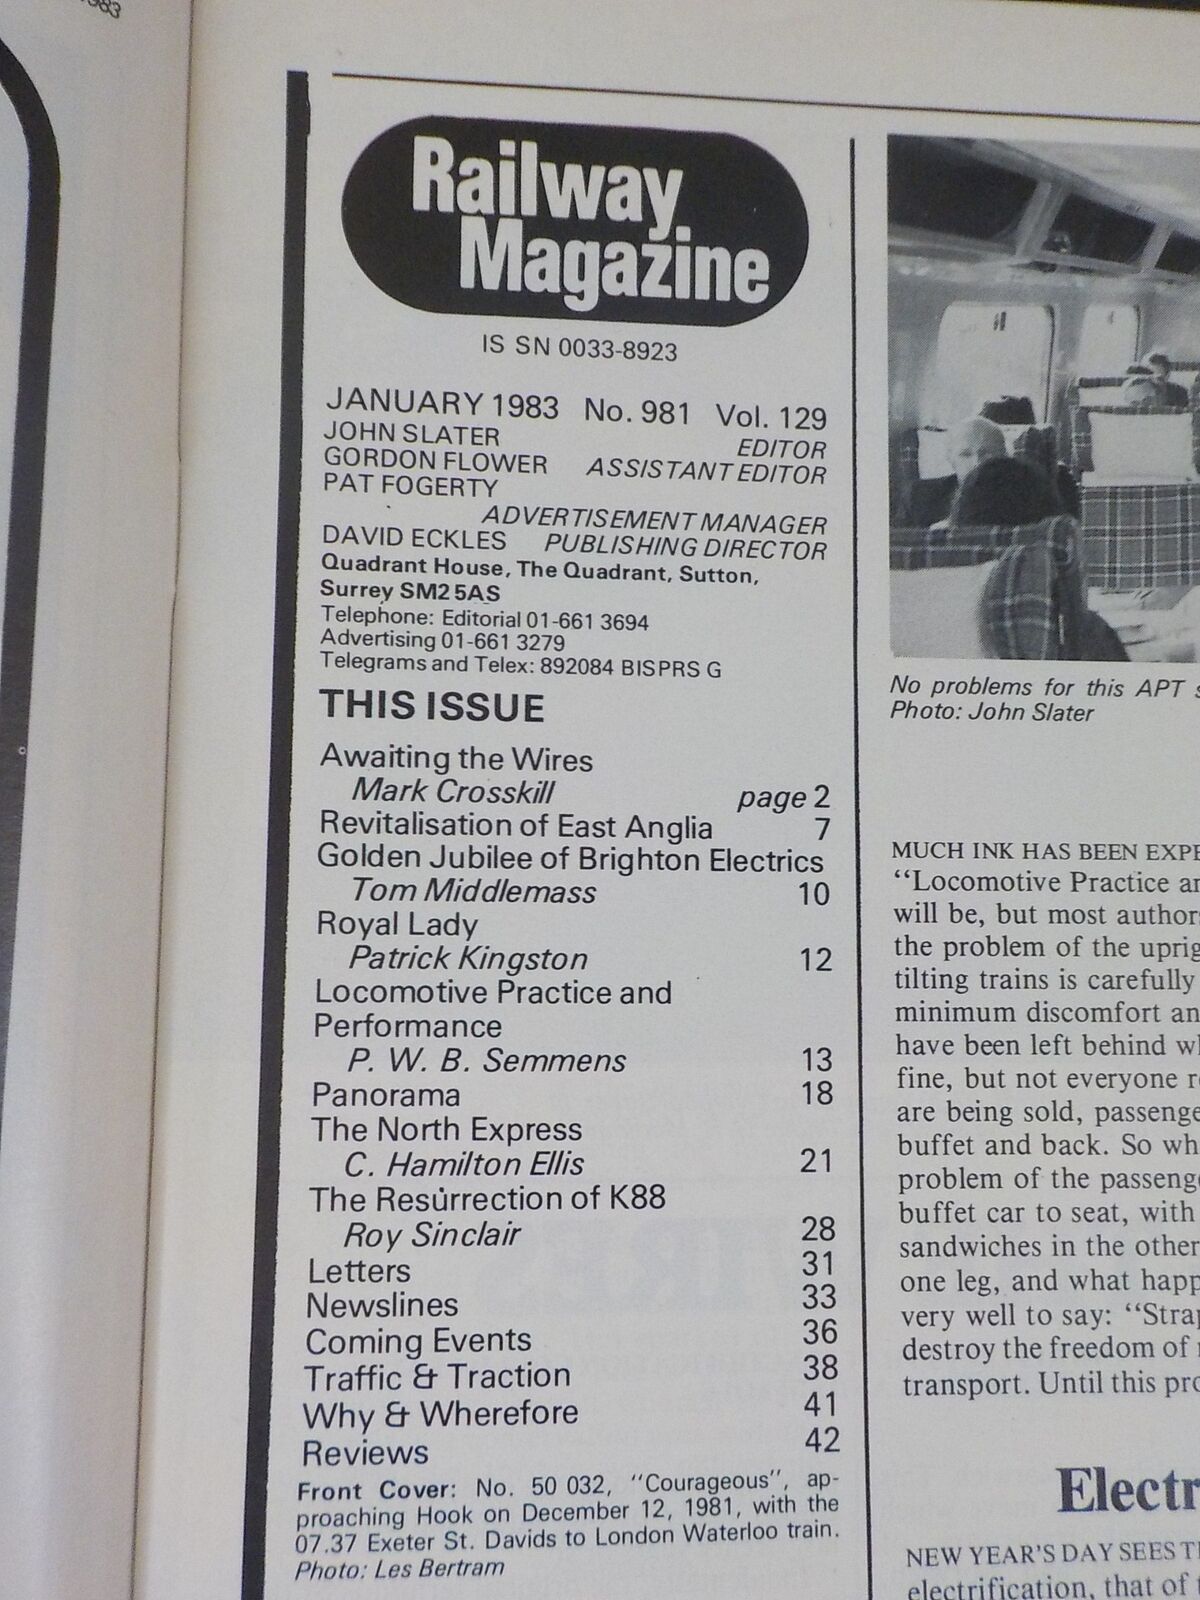 Railway
Magazine
IS SN 0033-8923
JANUARY 1983 No. 981 Vol. 129
JOHN SLATER EDITOR
GORDON FLOWER ASSISTANT EDITOR
PAT FOGERTY
ADVERTISEMENT MANAGER
DAVID ECKLES PUBLISHING DIRECTOR
Quadrant House, The Quadrant, Sutton,
Surrey SM2 5AS
Telephone: Editorial 01-661 3694
Advertising 01-661 3279
Telegrams and Telex: 892084 BISPRS G
THIS ISSUE
Awaiting the Wires
Mark Crosskill page 2
Revitalisation of East Anglia 7
Golden Jubilee of Brighton Electrics
Tom Middlemass 10
Royal Lady
Patrick Kingston 12
Locomotive Practice and
Performance
P. W. B. Semmens 13
Panorama 18
The North Express
C. Hamilton Ellis 21
The Resurrection of K88
Roy Sinclair 28
Letters 31
Newslines 33
Coming Events 36
Traffic & Traction 38
Why & Wherefore 41
Reviews 42
Front Cover: No. 50 032, "Courageous", ap-
proaching Hook on December 12, 1981, with the
07.37 Exeter St. Davids to London Waterloo train.
Photo: Les Bertram
No problems for this APT
Photo: John Slater
MUCH INK HAS BEEN
"Locomotive Practice
will be, but most
the problem of the
tilting trains is carefully
minimum discomfort
have been left behind
fine, but not everyone
are being sold,
buffet and back. So
problem of the
buffet car to seat, with
sandwiches in the other
one leg, and what
very well to say:
destroy the freedom of
transport. Until this
NEW YEAR'S DAY SEES
electrification, that of